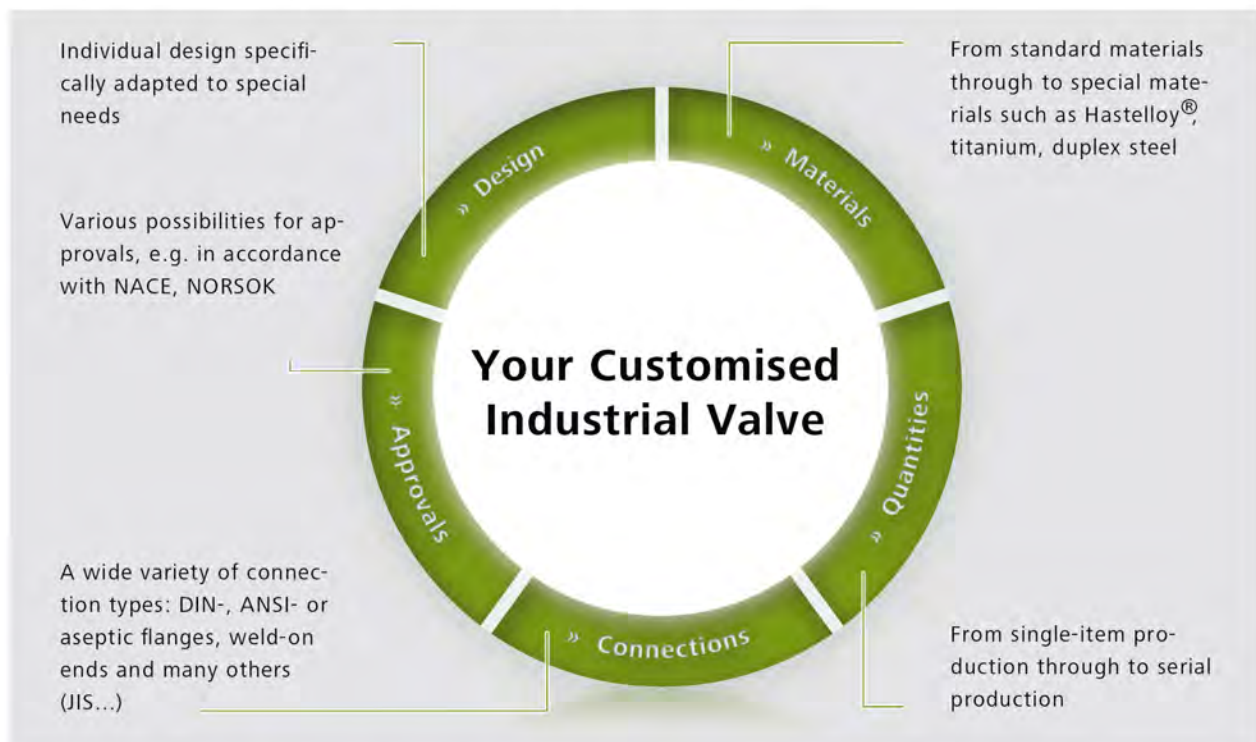 Individual design specifi-
cally adapted to special
needs
Various possibilities for ap-
provals, e.g. in accordance
with NACE, NORSOK
A wide variety of connec-
tion types: DIN-, ANSI- or
aseptic flanges, weld-on
ends and many others
(JIS...)
From standard materials
through to special mate-
rials such as Hastelloy®,
titanium, duplex steel
From single-item pro-
duction through to serial
production
» Design
» Materials
» Quantities
» Connections
» Approvals
Your Customised
Industrial Valve